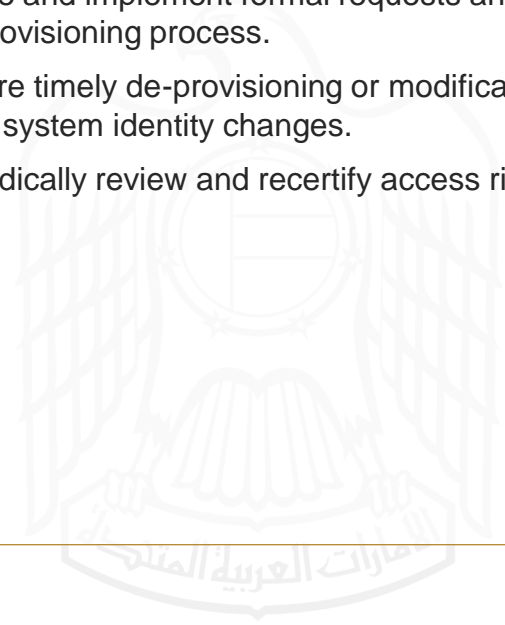 and implement formal requests
ovisioning process.
re timely de-provisioning or modifica
system identity changes.
dically review and recertify access ri
الإمارات العربية المتحدة